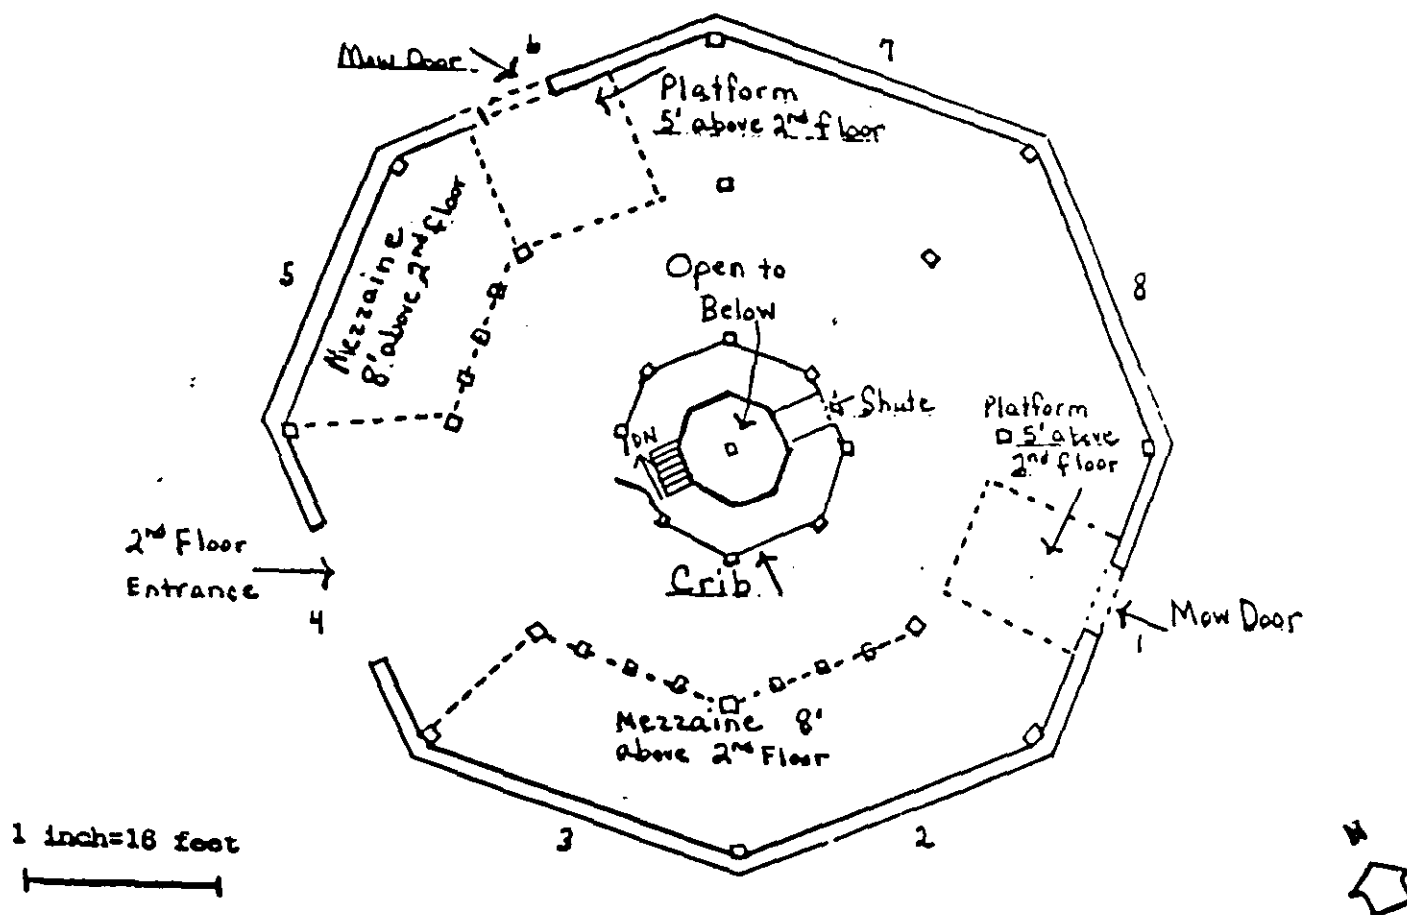 6
7
Mow Door
Platform
5' above 2nd floor
Mezzaine
8' above 2nd floor
5
Open to
Below
8
Shute
Platform
5' above
2nd floor
DN
2nd Floor
Entrance
Crib
4
Mow Door
1
Mezzaine 8'
above 2nd Floor
3
2
1 inch=16 feet
N